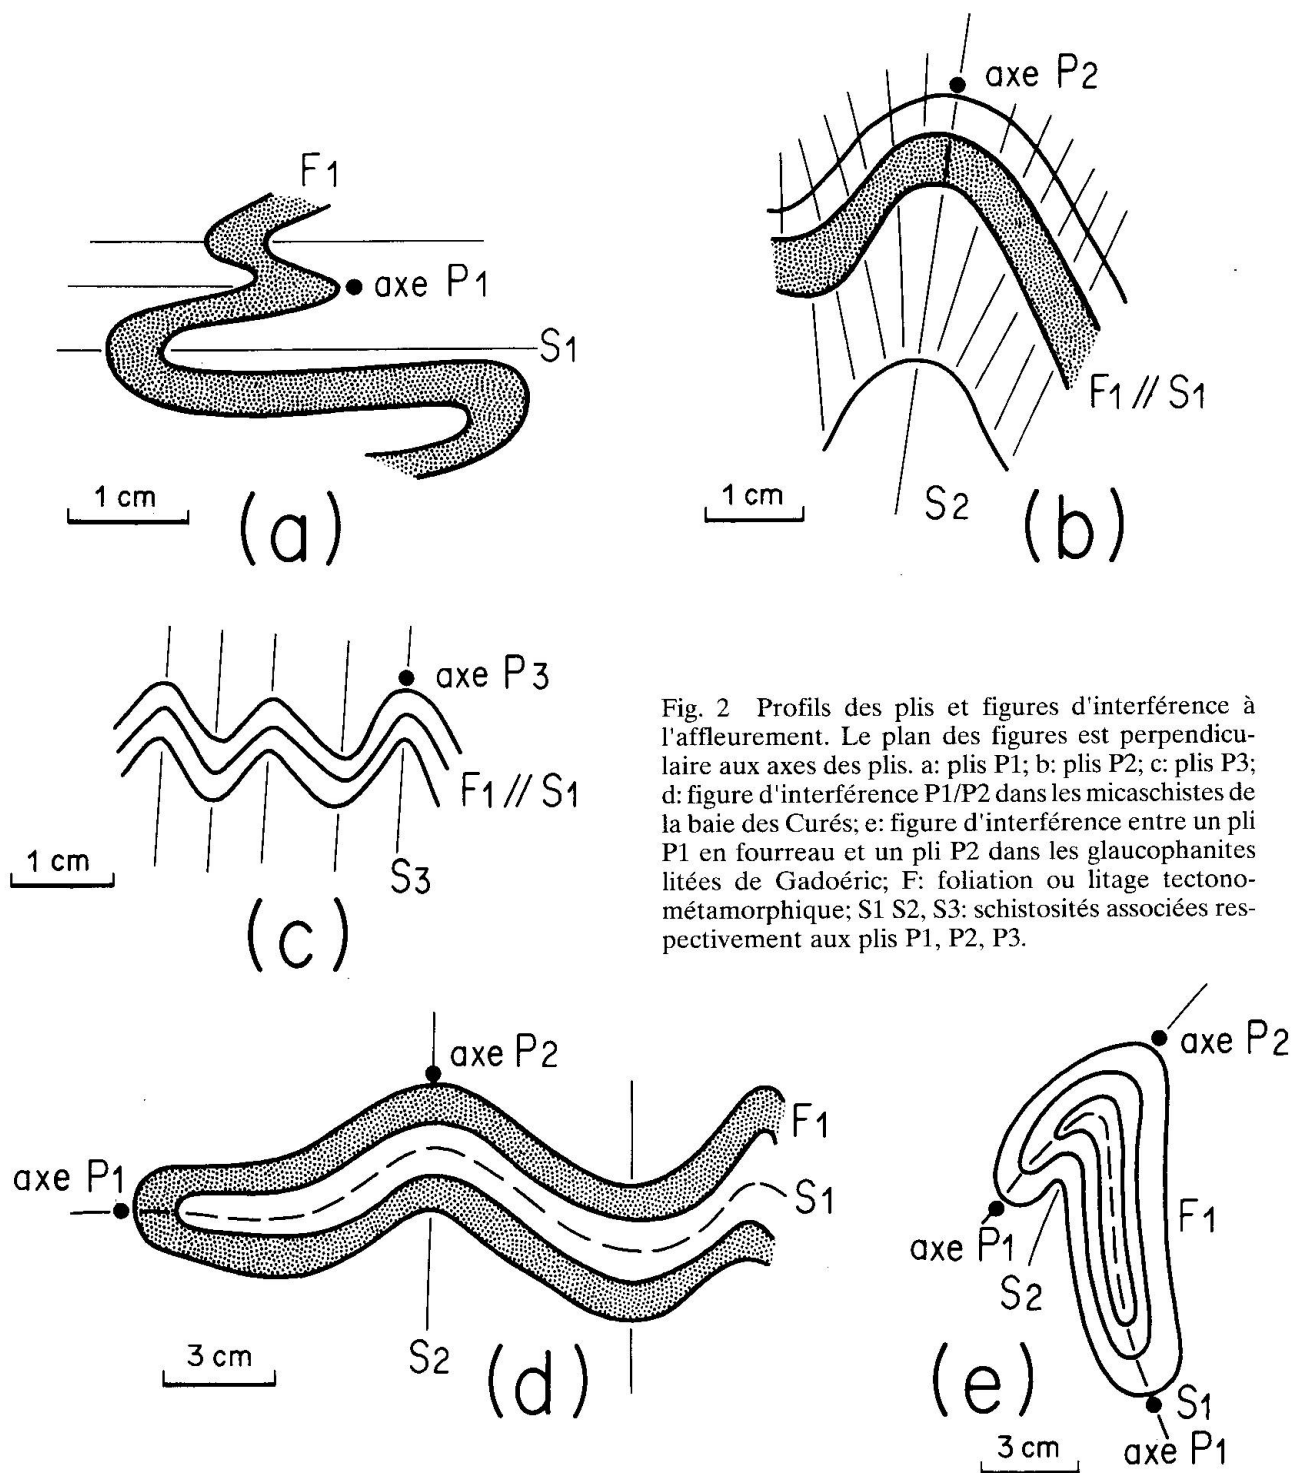 F1
axe P1
S1
1 cm
(a)
axe P2
F1 // S1
1 cm
S2
(b)
axe P3
F1 // S1
1 cm
S3
(c)
Fig. 2 Profils des plis et figures d'interférence à
l'affleurement. Le plan des figures est perpendicu-
laire aux axes des plis. a: plis P1; b: plis P2; c: plis P3;
d: figure d'interférence P1/P2 dans les micaschistes de
la baie des Curés; e: figure d'interférence entre un pli
P1 en fourreau et un pli P2 dans les glaucophanites
litées de Gadoéric; F: foliation ou litage tectono-
métamorphique; S1 S2, S3: schistosités associées res-
pectivement aux plis P1, P2, P3.
axe P2
F1
axe P1
S1
S2
3 cm
(d)
axe P2
F1
axe P1
S2
(e)
S1
axe P1
3 cm